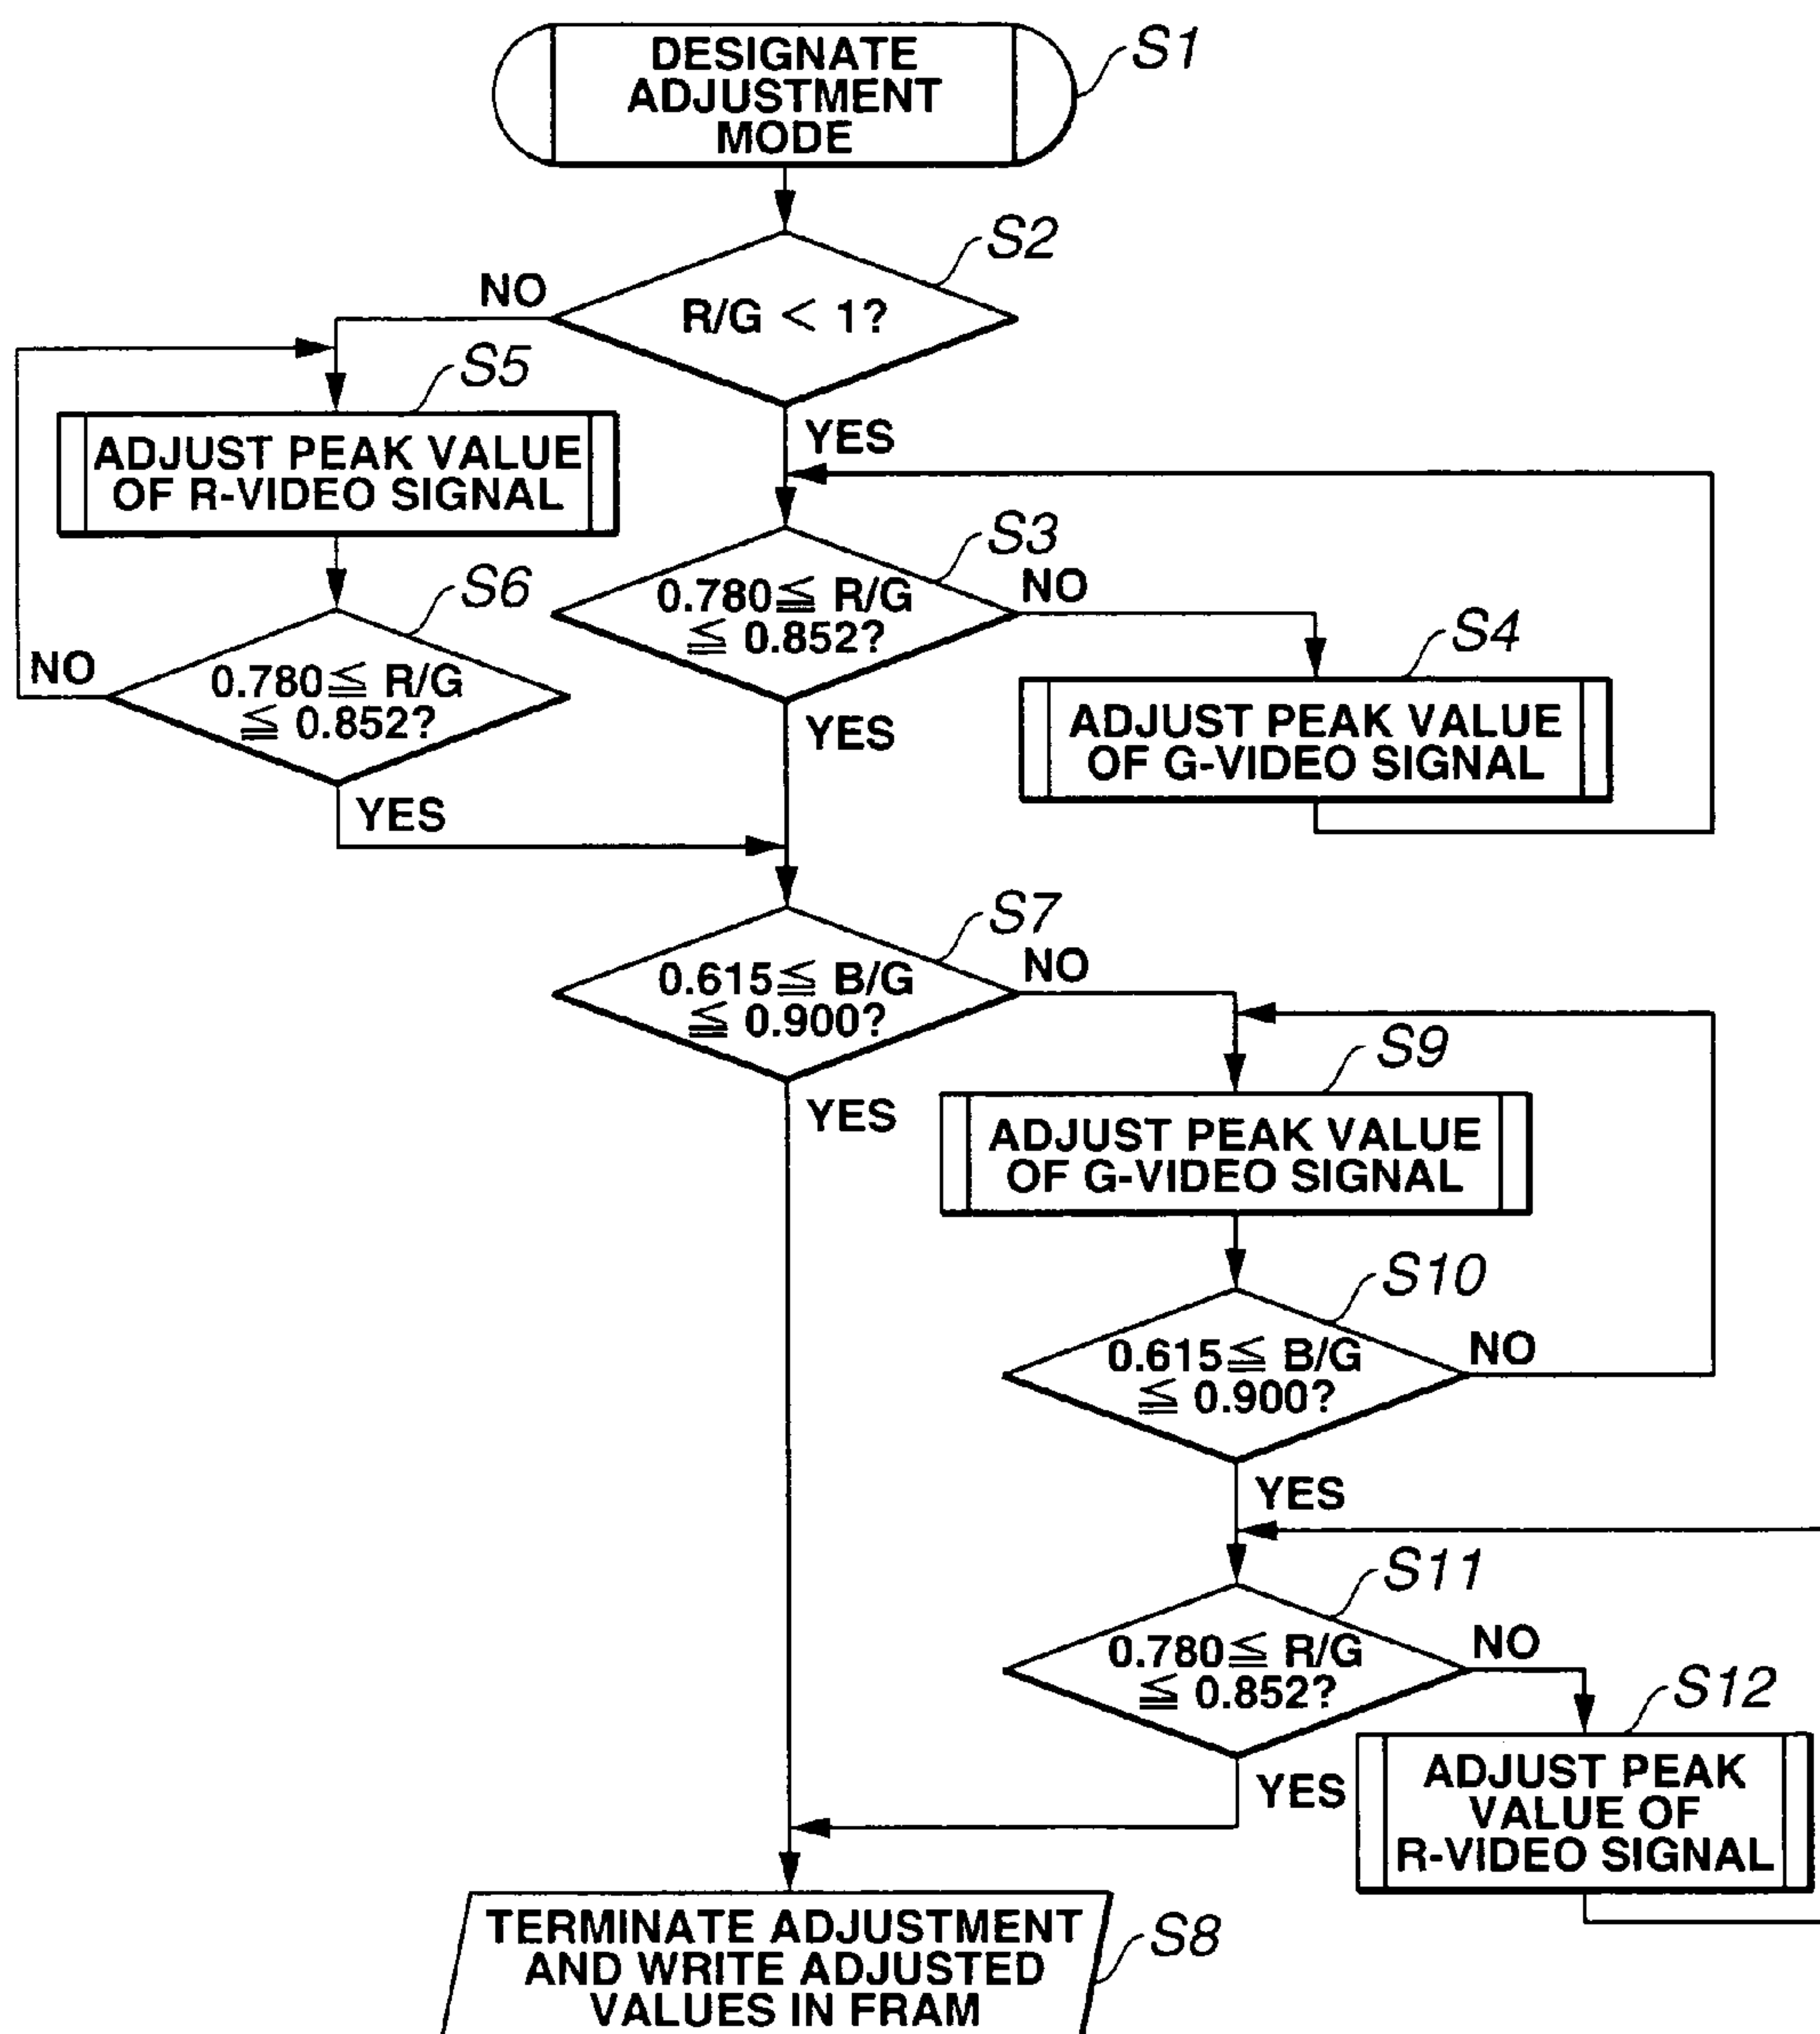 DESIGNATE
ADJUSTMENT
MODE
S1
S2
R/G < 1?
NO
YES
S5
ADJUST PEAK VALUE
OF R-VIDEO SIGNAL
S3
0.780≦ R/G
≦ 0.852?
NO
YES
S6
0.780≦ R/G
≦ 0.852?
NO
YES
S4
ADJUST PEAK VALUE
OF G-VIDEO SIGNAL
S7
0.615≦ B/G
≦ 0.900?
NO
YES
S9
ADJUST PEAK VALUE
OF G-VIDEO SIGNAL
S10
0.615≦ B/G
≦ 0.900?
NO
YES
S11
0.780≦ R/G
≦ 0.852?
NO
YES
S12
ADJUST PEAK
VALUE OF
R-VIDEO SIGNAL
TERMINATE ADJUSTMENT
AND WRITE ADJUSTED
VALUES IN FRAM
S8